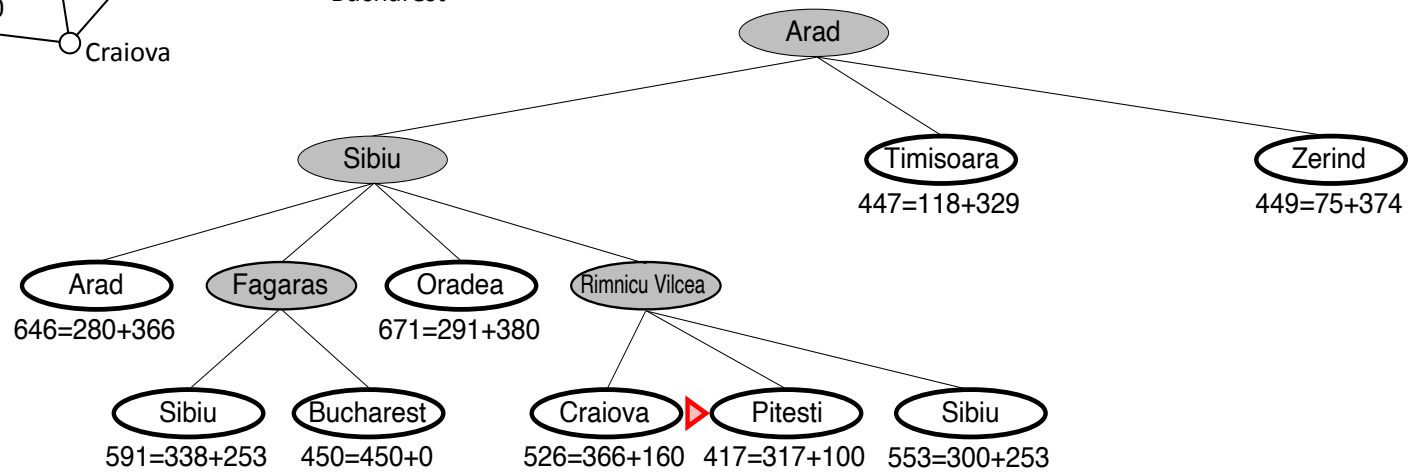 Craiova
Arad
Sibiu
Timisoara
447=118+329
Zerind
449=75+374
Arad
646=280+366
Fagaras
Oradea
671=291+380
Rimnicu Vilcea
Sibiu
591=338+253
Bucharest
450=450+0
Craiova
526=366+160
Pitesti
417=317+100
Sibiu
553=300+253